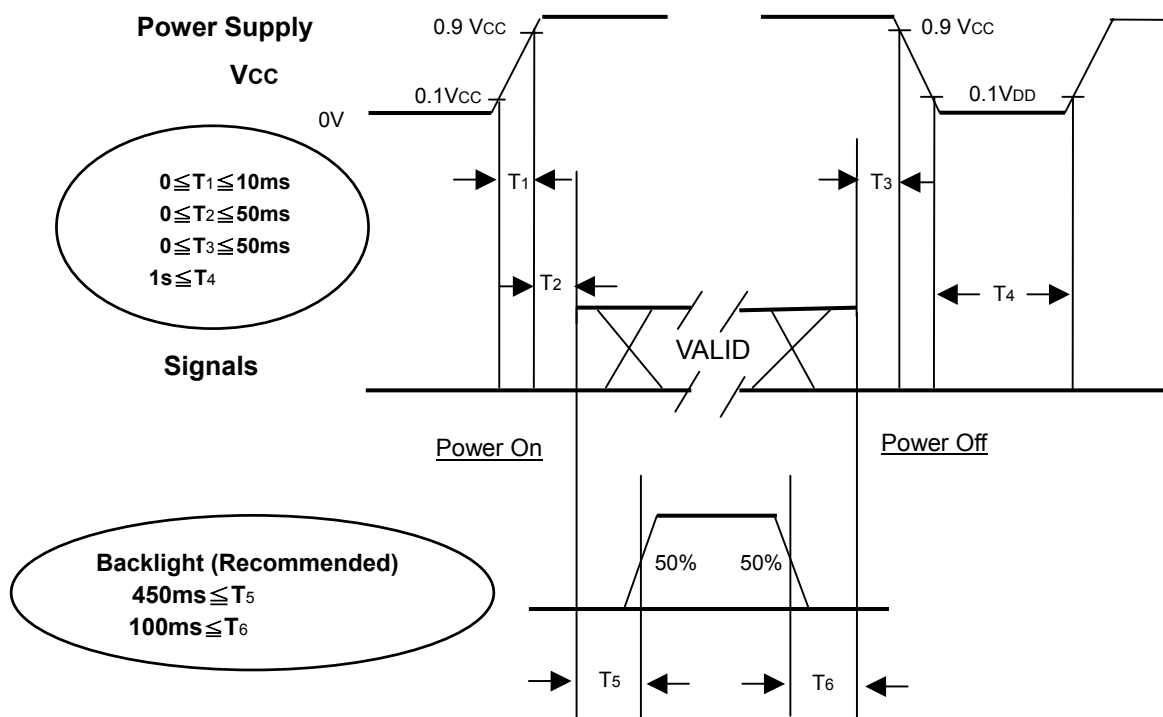 Power Supply
VCC
0.9 VCC
0.1VCC
0V
0.9 VCC
0.1VDD
0≦T1≦10ms
0≦T2≦50ms
0≦T3≦50ms
1s≦T4
T1
T2
T3
T4
Signals
VALID
Power On
Power Off
Backlight (Recommended)
450ms≦T5
100ms≦T6
50%
50%
T5
T6